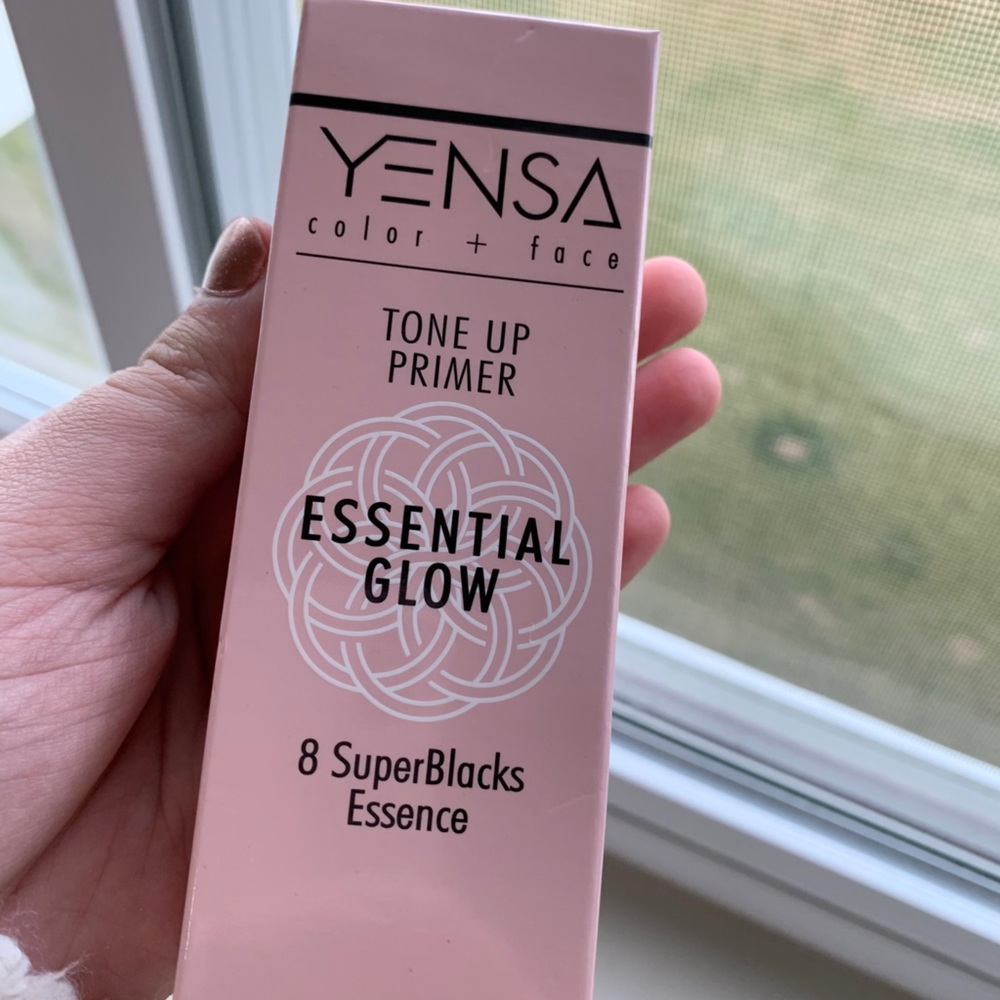 YENSA
color + face
TONE UP
PRIMER
ESSENTIAL
GLOW
8 SuperBlacks
Essence